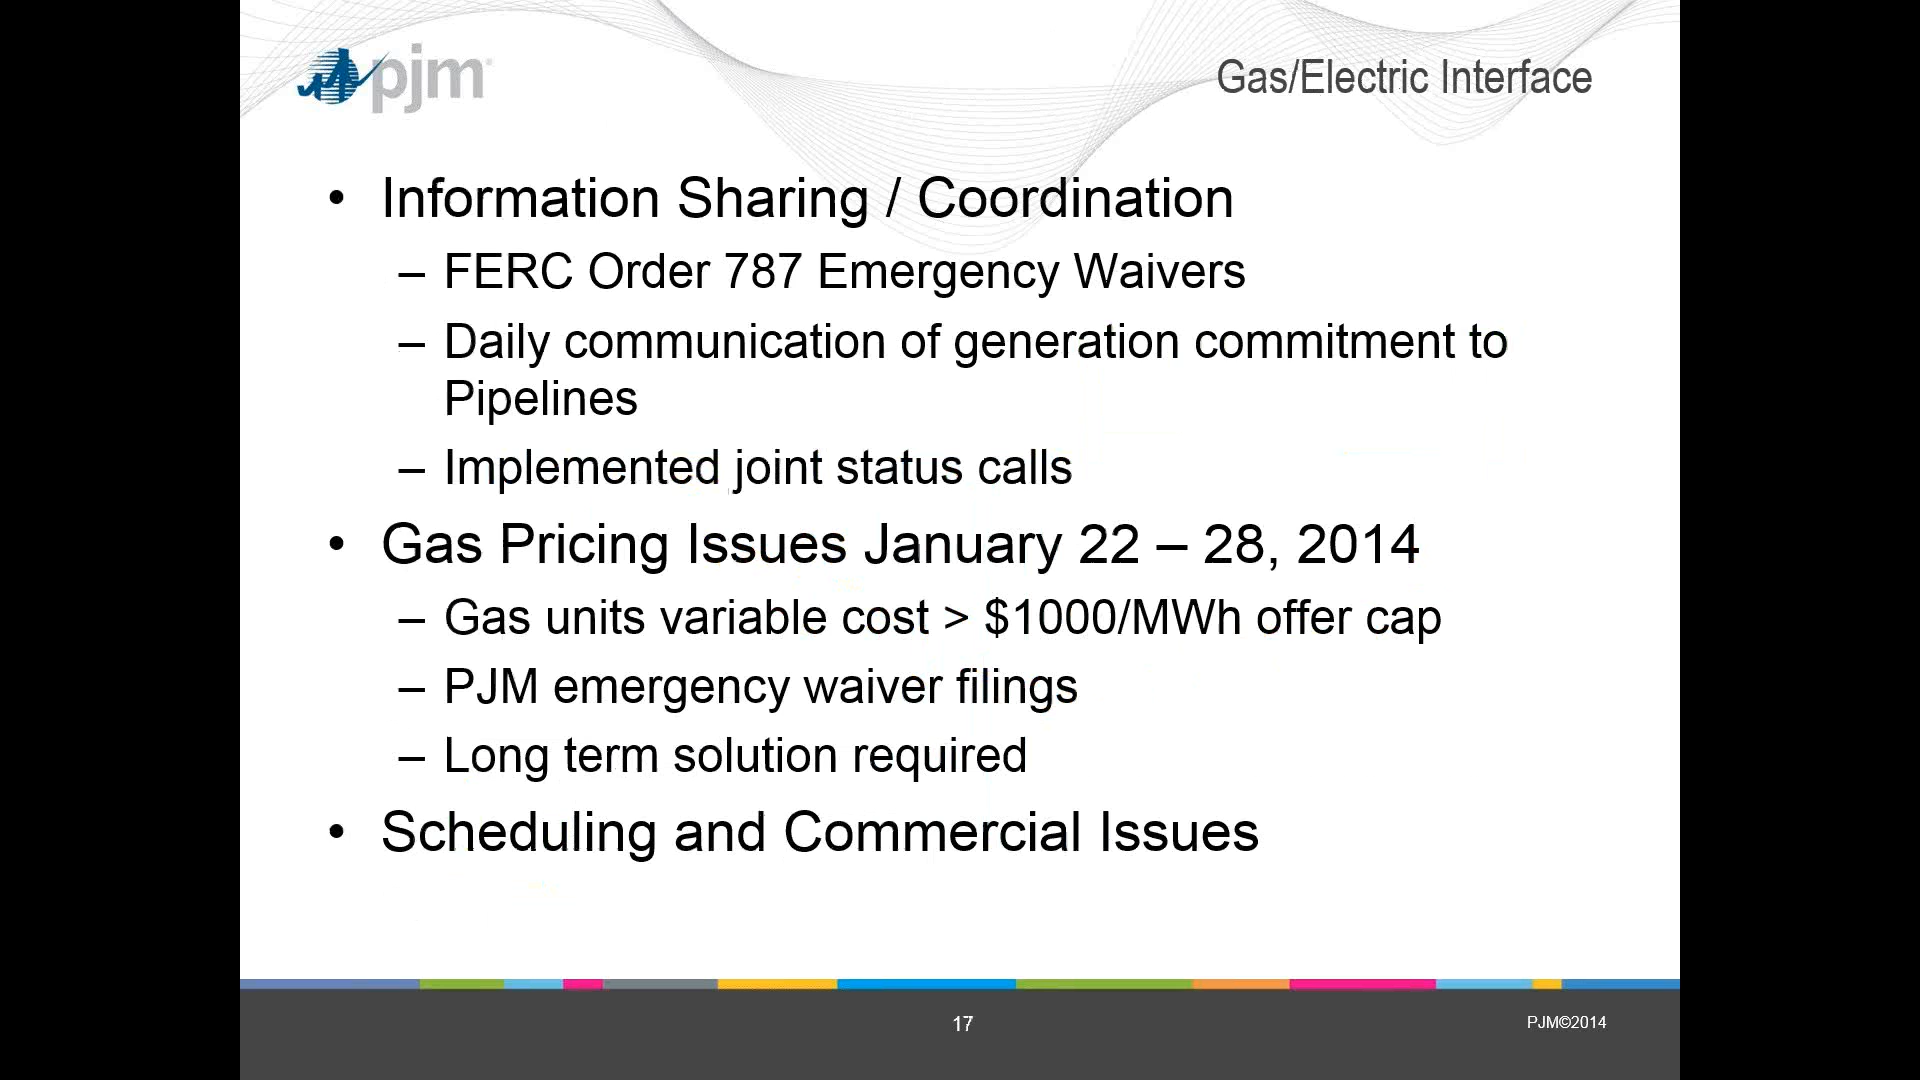 pjm
Gas/Electric Interface
• Information Sharing / Coordination
– FERC Order 787 Emergency Waivers
– Daily communication of generation commitment to
Pipelines
– Implemented joint status calls
• Gas Pricing Issues January 22 – 28, 2014
– Gas units variable cost > $1000/MWh offer cap
– PJM emergency waiver filings
– Long term solution required
• Scheduling and Commercial Issues
17
PJM©2014